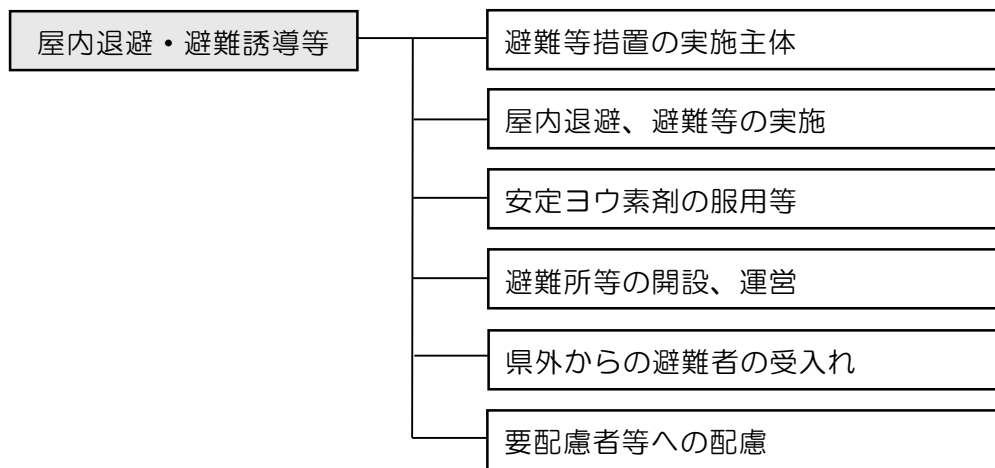 屋内退避・避難誘導等
避難等措置の実施主体
屋内退避、避難等の実施
安定ヨウ素剤の服用等
避難所等の開設、運営
県外からの避難者の受入れ
要配慮者等への配慮